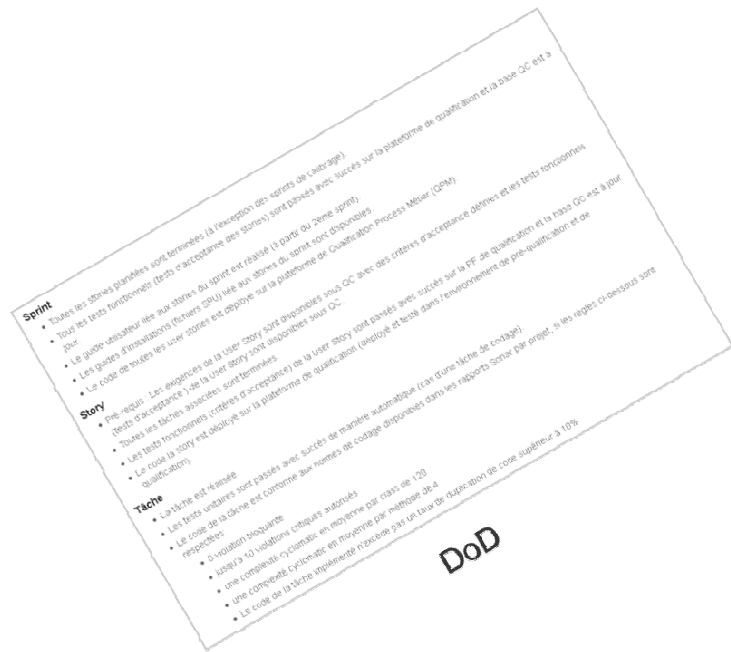 Sprint
Toutes les stories planifiées sont terminées (à l'exception des sprints de calibrage).
Tous les tests fonctionnels (tests d'acceptance des stories) sont passés avec succès sur la plateforme de qualification et la base QC est à
jour
Le guide utilisateur liés aux stories du sprint est réalisé (à partir du 2ème sprint).
Les guides d'installations (fichiers GPU) liés aux stories du sprint sont disponibles.
Le code de toutes les user stories est déployé sur la plateforme de Qualification Process Métier (QPM).
Story
Pré-requis : Les exigences de la User Story sont disponibles sous QC avec des critères d'acceptance définies et les tests fonctionnels
(tests d'acceptance) de la User Story sont disponibles sous QC.
Toutes les tâches associées sont terminées
Les tests fonctionnels (critères d'acceptance) de la User Story sont passés avec succès sur la PF de qualification et la base QC est à jour
Le code la story est déployé sur la plateforme de qualification (déployé et testé dans l'environnement de pré-qualification et de
qualification).
Tâche
La tâche est réalisée
Les tests unitaires sont passés avec succès de manière automatique (cas d'une tâche de codage).
Le code de la tâche est conforme aux normes de codage disponibles dans les rapports Sonar par projet, si les règles ci-dessous sont
respectées
0 violation bloquante
jusqu'à 10 violations critiques autorisés
une complexité cyclomatic en moyenne par class de 120
une complexité cyclomatic en moyenne par méthode de 4
Le code de la tâche implémenté n'excède pas un taux de duplication de code supérieur à 10%
DoD